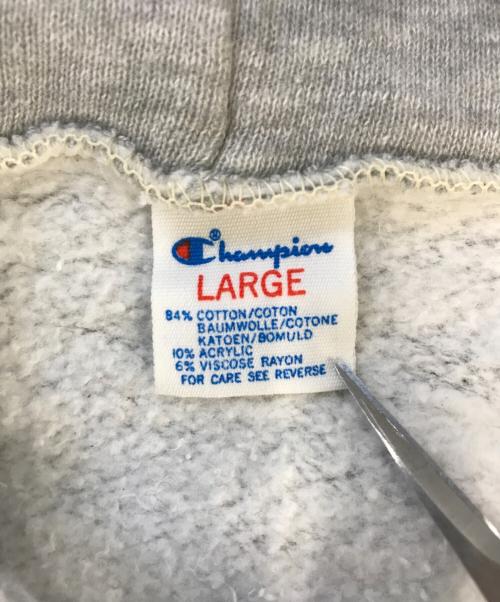 ® Champion
LARGE
84% COTTON/COTON
BAUMWOLLE/COTONE
KATOEN/BOMULD
10% ACRYLIC
6% VISCOSE RAYON
FOR CARE SEE REVERSE